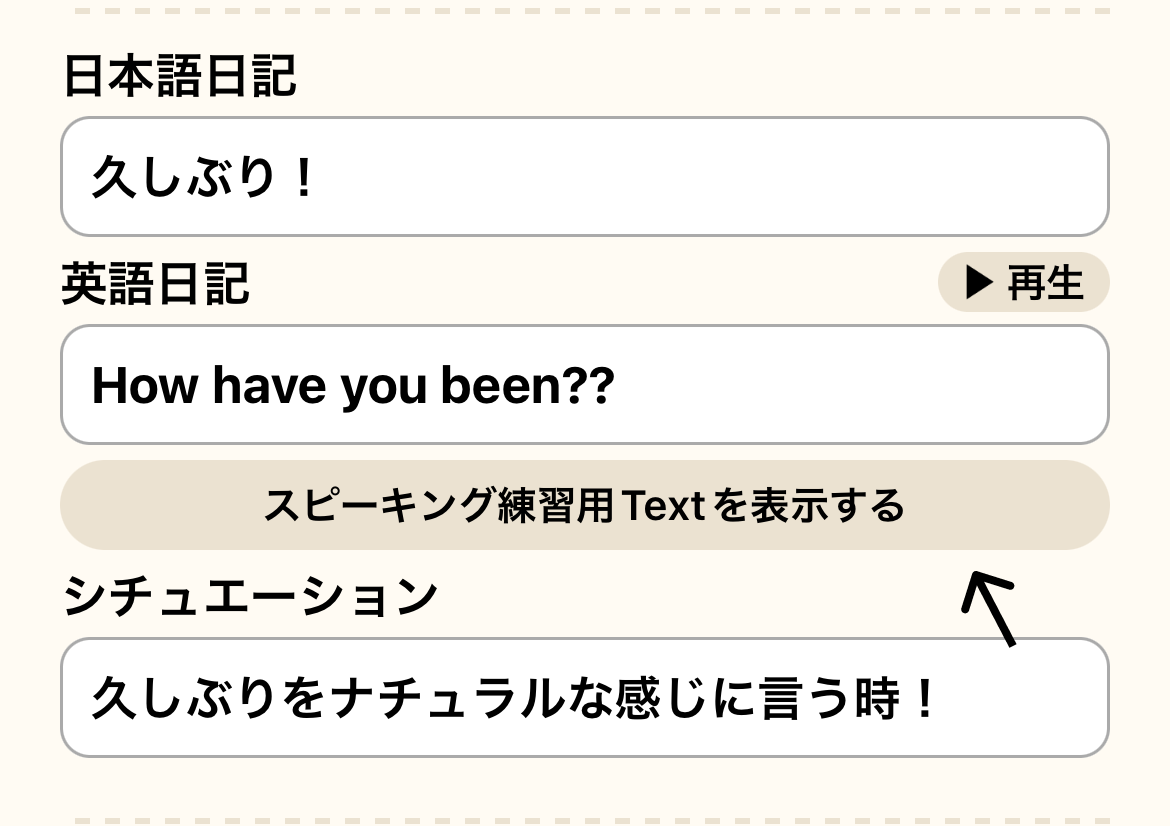 日本語日記
久しぶり！
英語日記
▶ 再生
How have you been??
スピーキング練習用Textを表示する
シチュエーション
久しぶりをナチュラルな感じに言う時！